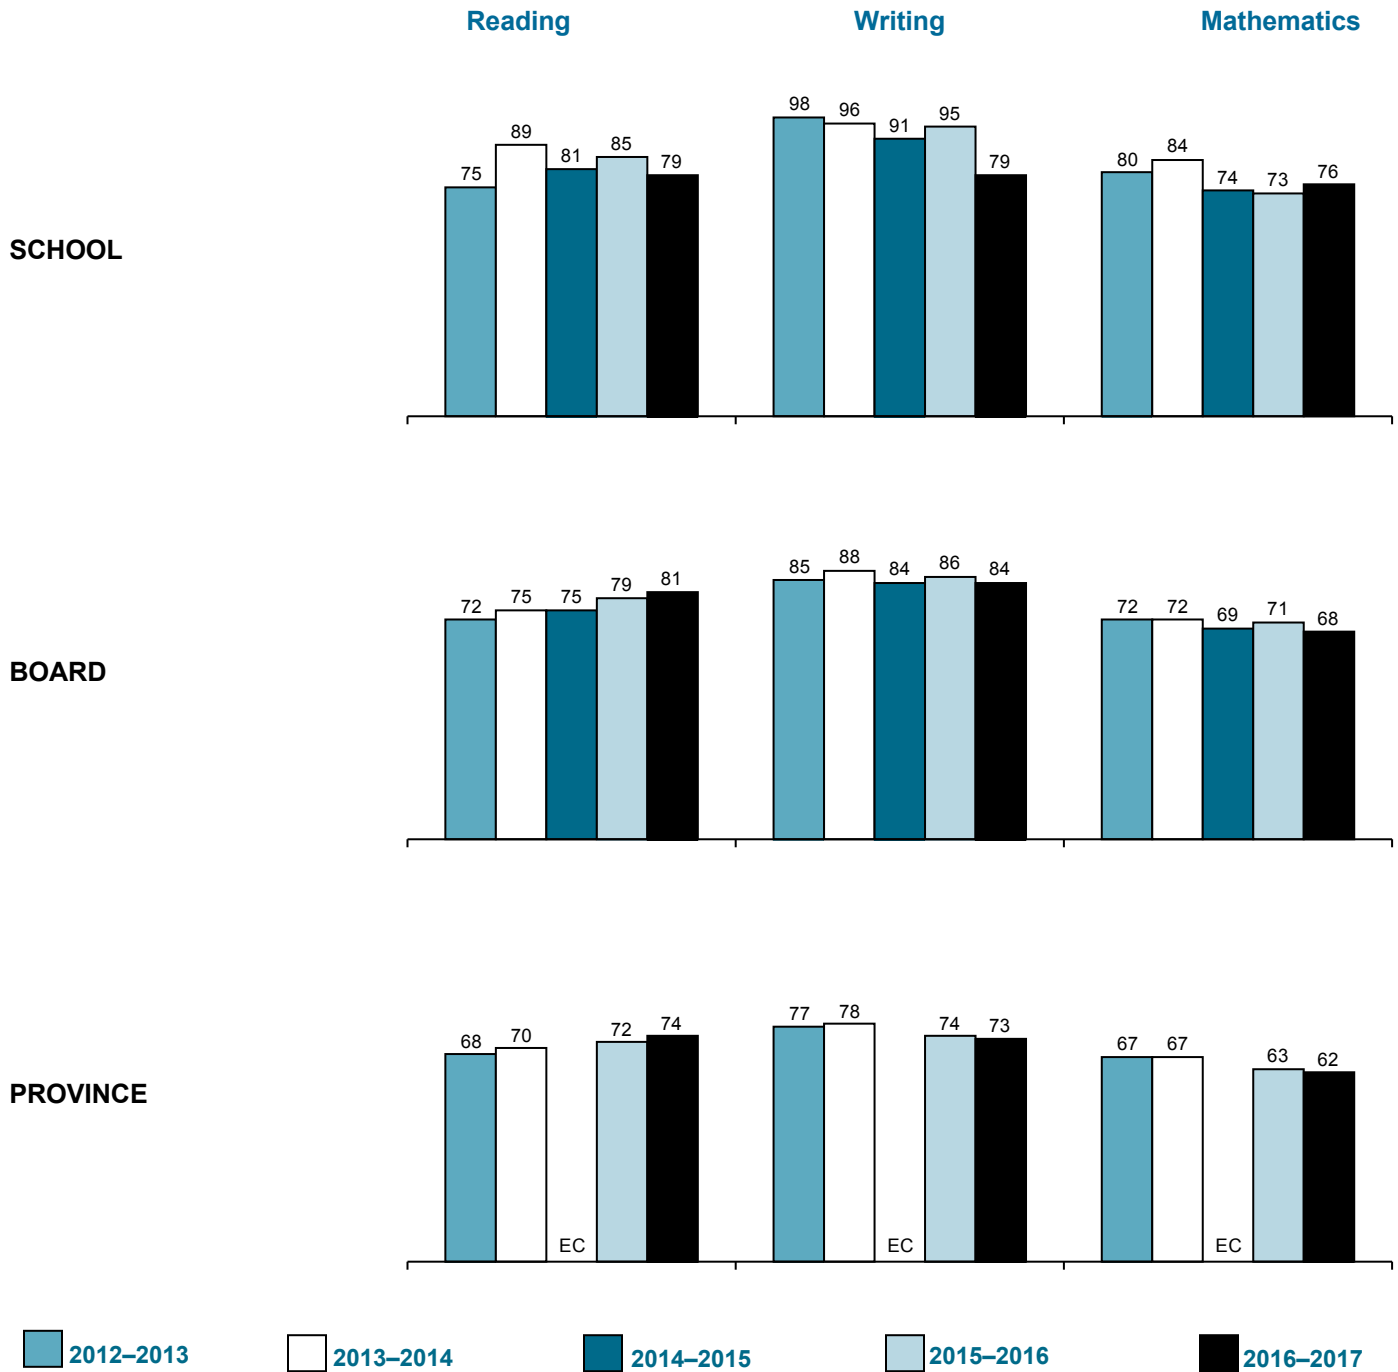 Reading Writing Mathematics
98 96 95
89 91
85 84
81 79 79 80
75 74 73 76
SCHOOL
85 88 84 86 84
79 81
72 75 75 72 72 69 71 68
BOARD
77 78
68 70 72 74 74 73 67 67
63 62
PROVINCE
EC EC EC
2012–2013 2013–2014 2014–2015 2015–2016 2016–2017